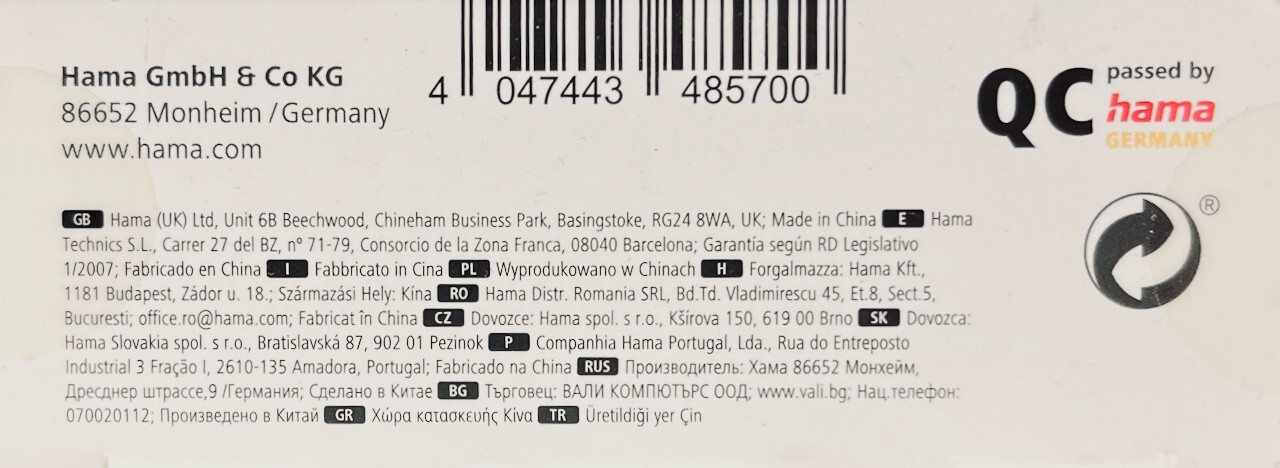 Hama GmbH & Co KG
86652 Monheim / Germany
www.hama.com
4 047443 485700
QC passed by
hama
GERMANY
®
GB Hama (UK) Ltd, Unit 6B Beechwood, Chineham Business Park, Basingstoke, RG24 8WA, UK; Made in China E Hama
Technics S.L., Carrer 27 del BZ, nº 71-79, Consorcio de la Zona Franca, 08040 Barcelona; Garantía según RD Legislativo
1/2007; Fabricado en China I Fabbricato in Cina PL Wyprodukowano w Chinach H Forgalmazza: Hama Kft.,
1181 Budapest, Zádor u. 18.; Származási Hely: Kína RO Hama Distr. Romania SRL, Bd.Td. Vladimirescu 45, Et.8, Sect.5,
Bucuresti; office.ro@hama.com; Fabricat în China CZ Dovozce: Hama spol. s r.o., Kšírova 150, 619 00 Brno SK Dovozca:
Hama Slovakia spol. s r.o., Bratislavská 87, 902 01 Pezinok P Companhia Hama Portugal, Lda., Rua do Entreposto
Industrial 3 Fração I, 2610-135 Amadora, Portugal; Fabricado na China RUS Производитель: Хама 86652 Монхейм,
Дресднер штрассе,9 /Германия; Сделано в Китае BG Търговец: ВАЛИ КОМПЮТЪРС ООД; www.vali.bg; Нац.телефон:
070020112; Произведено в Китай GR Χώρα κατασκευής Κίνα TR Üretildiği yer Çin